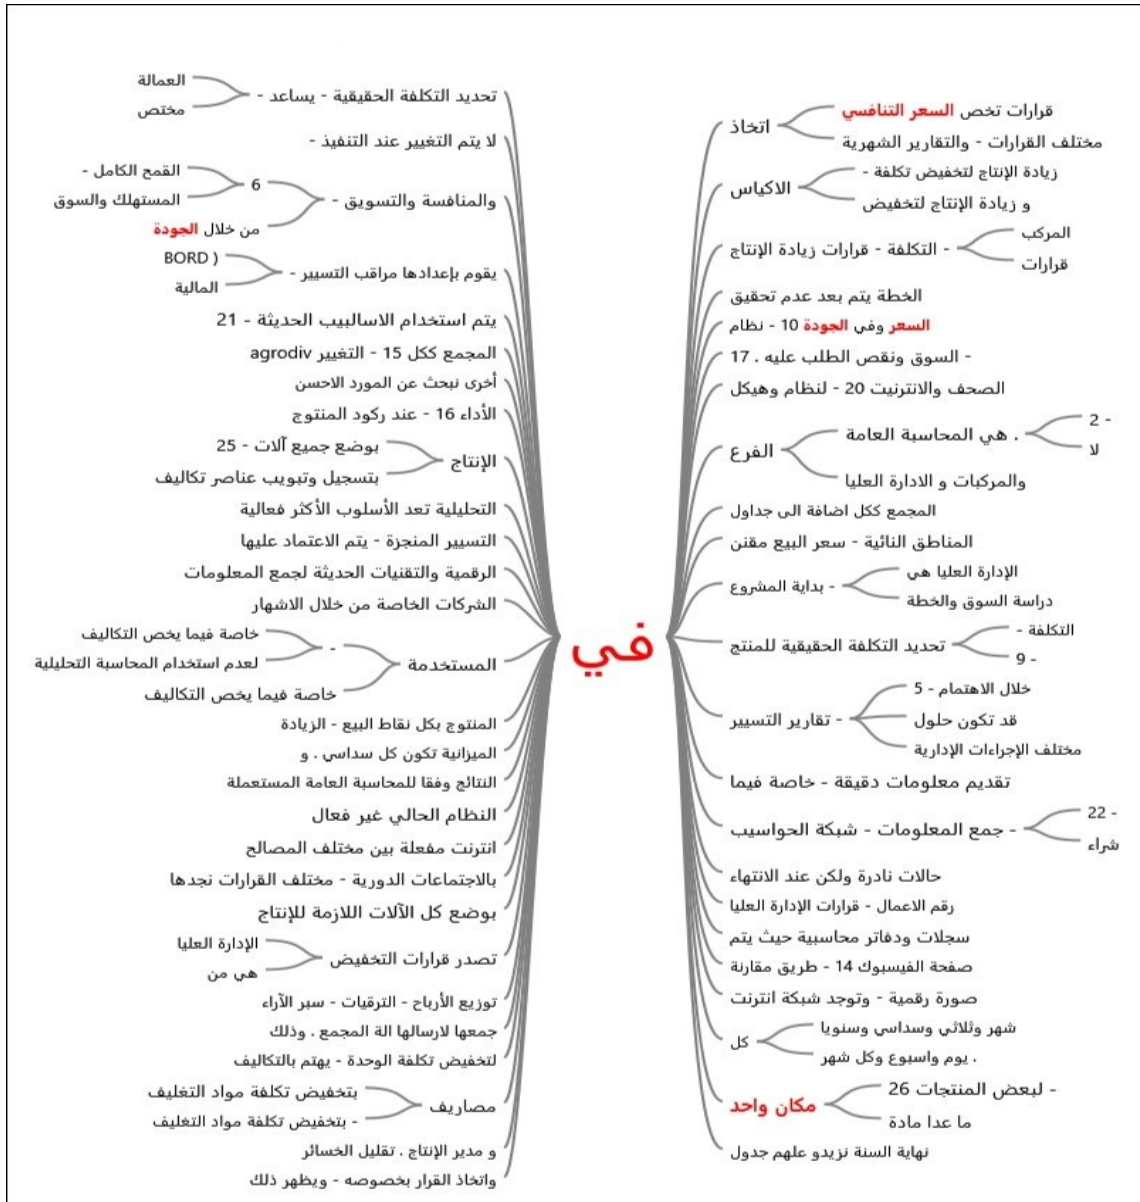 في
اتخاذ
قرارات تخص السعر التنافسي
مختلف القرارات - والتقارير الشهرية
الاكياس
زيادة الإنتاج لتخفيض تكلفة -
و زيادة الإنتاج لتخفيض
- التكلفة - قرارات زيادة الإنتاج
المركب
قرارات
الخطة يتم بعد عدم تحقيق
السعر وفي الجودة 10 - نظام
- السوق ونقص الطلب عليه . 17
الصحف والانترنيت 20 - لنظام وهيكل
الفرع
. هي المحاسبة العامة
- 2
لا
والمركبات و الادارة العليا
المجمع ككل اضافة الى جداول
المناطق النائية - سعر البيع مقنن
- بداية المشروع
الإدارة العليا هي
دراسة السوق والخطة
تحديد التكلفة الحقيقية للمنتج
التكلفة -
- 9
- تقارير التسيير
خلال الاهتمام - 5
قد تكون حلول
مختلف الإجراءات الإدارية
تقديم معلومات دقيقة - خاصة فيما
- جمع المعلومات - شبكة الحواسيب
- 22
شراء
حالات نادرة ولكن عند الانتهاء
رقم الاعمال - قرارات الإدارة العليا
سجلات ودفاتر محاسبية حيث يتم
صفحة الفيسبوك 14 - طريق مقارنة
صورة رقمية - وتوجد شبكة انترنت
كل
شهر وثلاثي وسداسي وسنويا
. يوم واسبوع وكل شهر
مكان واحد
- لبعض المنتجات 26
ما عدا مادة
نهاية السنة نزيدو علهم جدول
تحديد التكلفة الحقيقية - يساعد -
العمالة
مختص
لا يتم التغيير عند التنفيذ -
والمنافسة والتسويق -
6
القمح الكامل -
المستهلك والسوق
من خلال الجودة
يقوم بإعدادها مراقب التسيير -
BORD )
المالية
يتم استخدام الاسالبيب الحديثة - 21
المجمع ككل 15 - التغيير agrodiv
أخرى نبحث عن المورد الاحسن
الأداء 16 - عند ركود المنتوج
الإنتاج
بوضع جميع آلات - 25
بتسجيل وتبويب عناصر تكاليف
التحليلية تعد الأسلوب الأكثر فعالية
التسيير المنجزة - يتم الاعتماد عليها
الرقمية والتقنيات الحديثة لجمع المعلومات
الشركات الخاصة من خلال الاشهار
المستخدمة
-
خاصة فيما يخص التكاليف
لعدم استخدام المحاسبة التحليلية
خاصة فيما يخص التكاليف
المنتوج بكل نقاط البيع - الزيادة
الميزانية تكون كل سداسي . و
النتائج وفقا للمحاسبة العامة المستعملة
النظام الحالي غير فعال
انترنت مفعلة بين مختلف المصالح
بالاجتماعات الدورية - مختلف القرارات نجدها
بوضع كل الآلات اللازمة للإنتاج
تصدر قرارات التخفيض
الإدارة العليا
هي من
توزيع الأرباح - الترقيات - سبر الآراء
جمعها لارسالها الة المجمع . وذلك
لتخفيض تكلفة الوحدة - يهتم بالتكاليف
مصاريف
بتخفيض تكلفة مواد التغليف
- بتخفيض تكلفة مواد التغليف
و مدير الإنتاج . تقليل الخسائر
واتخاذ القرار بخصوصه - ويظهر ذلك